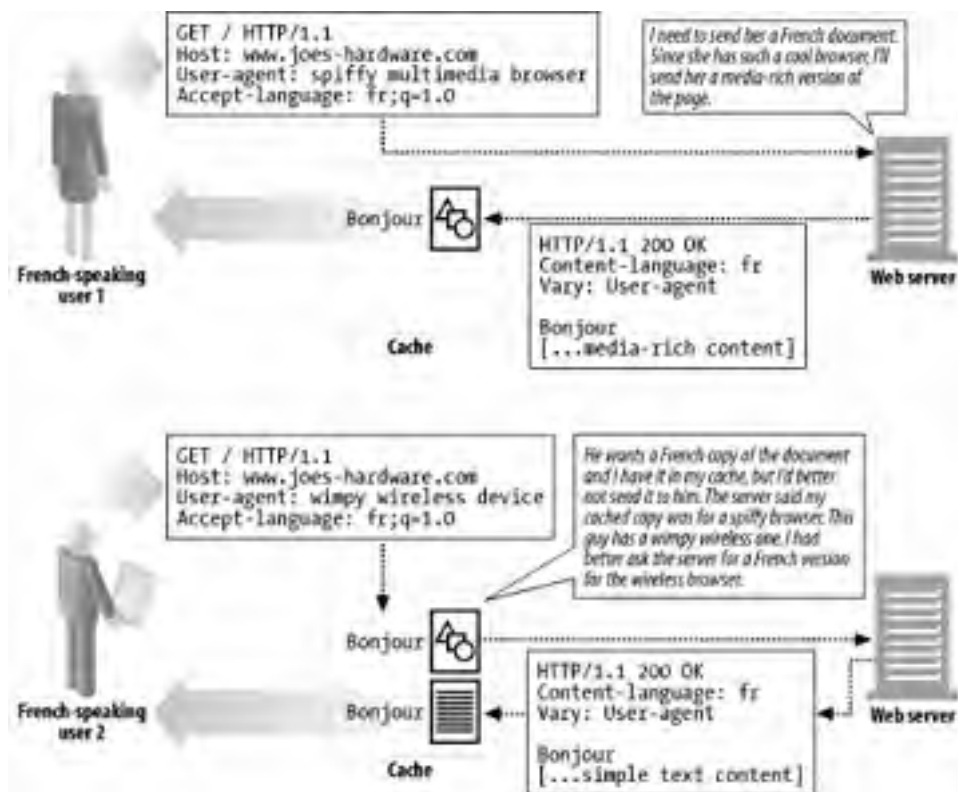 GET / HTTP/1.1
Host: www.joes-hardware.com
User-agent: spiffy multimedia browser
Accept-language: fr;q=1.0
I need to send her a French document.
Since she has such a cool browser, I'll
send her a media-rich version of
the page.
Bonjour
HTTP/1.1 200 OK
Content-language: fr
Vary: User-agent
Bonjour
[...media-rich content]
French-speaking
user 1
Web server
Cache
GET / HTTP/1.1
Host: www.joes-hardware.com
User-agent: wimpy wireless device
Accept-language: fr;q=1.0
He wants a French copy of the document
and I have it in my cache, but I'd better
not send it to him. The server said my
cached copy was for a spiffy browser. This
guy has a wimpy wireless one. I had
better ask the server for a French version
for the wireless browser.
Bonjour
HTTP/1.1 200 OK
Content-language: fr
Vary: User-agent
Bonjour
[...simple text content]
Bonjour
French-speaking
user 2
Web server
Cache